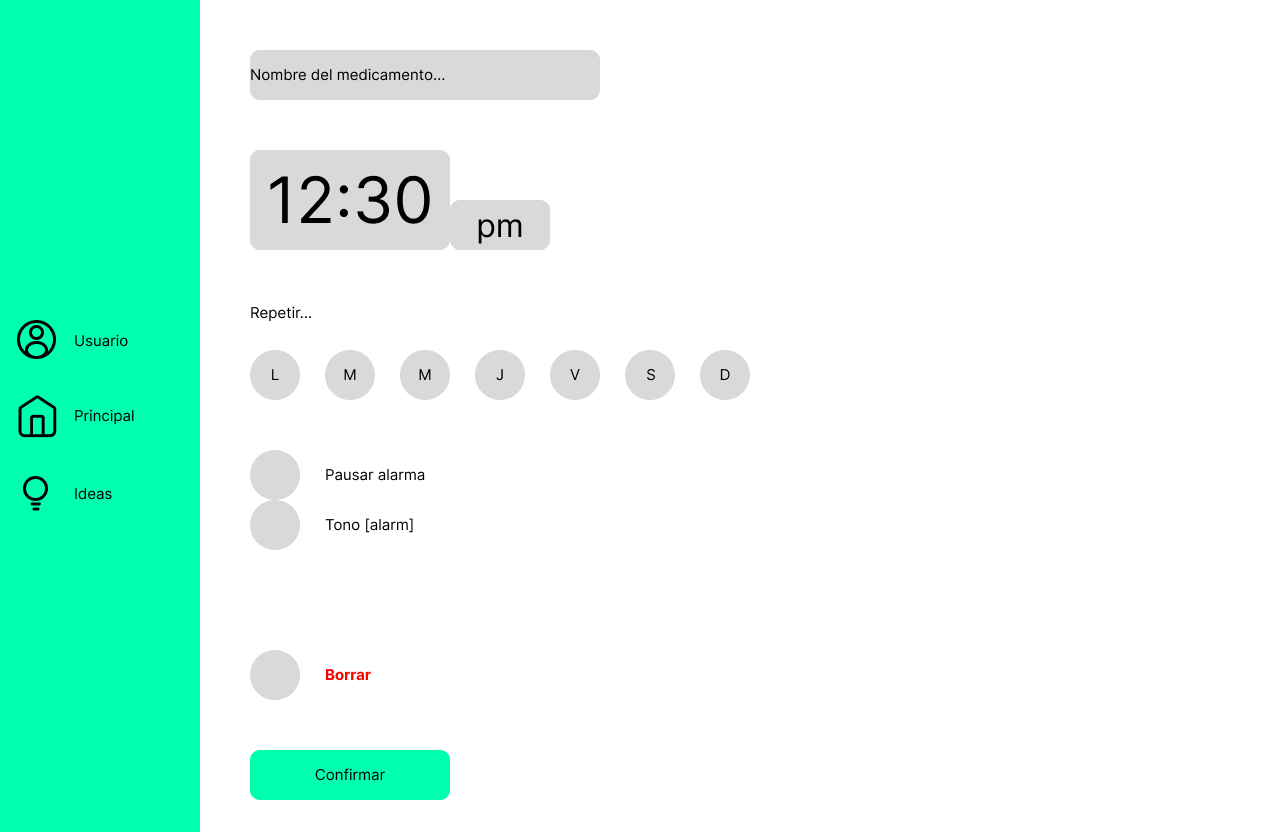 Nombre del medicamento...
12:30 pm
Repetir...
L M M J V S D
Usuario
Principal
Ideas
Pausar alarma
Tono [alarm]
Borrar
Confirmar